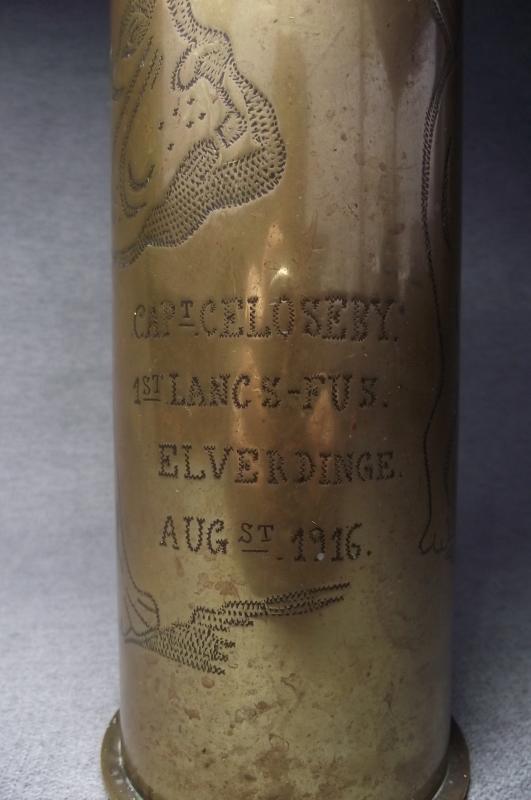 CAPT. C E LOSEBY.
1ST LANCS-FUS.
ELVERDINGE.
AUGST. 1916.